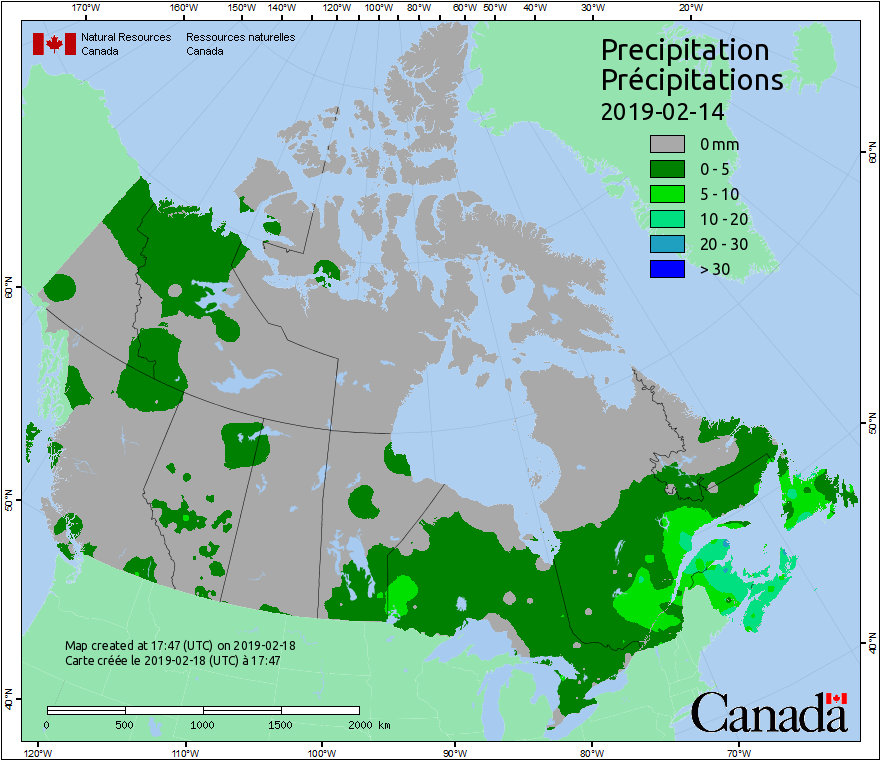 170°W 160°W 150°W 140°W 120°W 100°W 80°W 60°W 50°W 40°W 30°W 20°W
Natural Resources Ressources naturelles
Canada Canada
Precipitation
Précipitations
2019-02-14
0 mm
0 - 5
5 - 10
10 - 20
20 - 30
> 30
60°N
60°N
50°N
50°N
40°N
40°N
Map created at 17:47 (UTC) on 2019-02-18
Carte créée le 2019-02-18 (UTC) à 17:47
0 500 1000 1500 2000 km
Canada
120°W 110°W 100°W 90°W 80°W 70°W